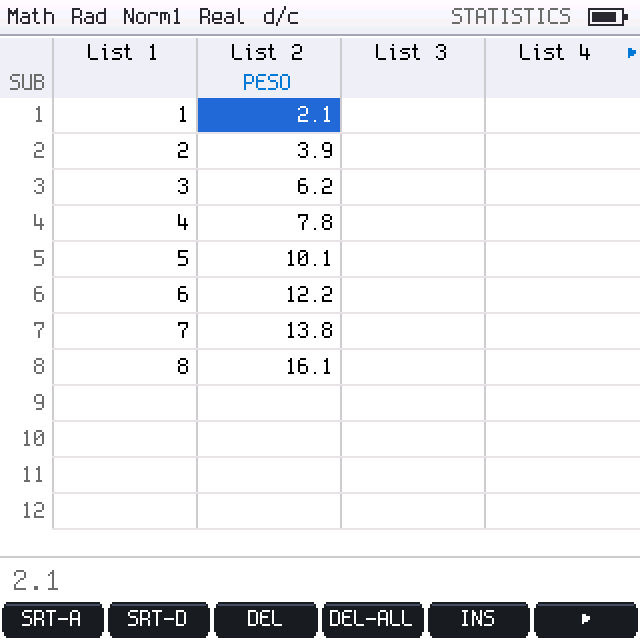 Math Rad Norm1 Real d/c STATISTICS
List 1 List 2 List 3 List 4
SUB PESO
1 1 2.1
2 2 3.9
3 3 6.2
4 4 7.8
5 5 10.1
6 6 12.2
7 7 13.8
8 8 16.1
9
10
11
12
2.1
SRT-A SRT-D DEL DEL-ALL INS